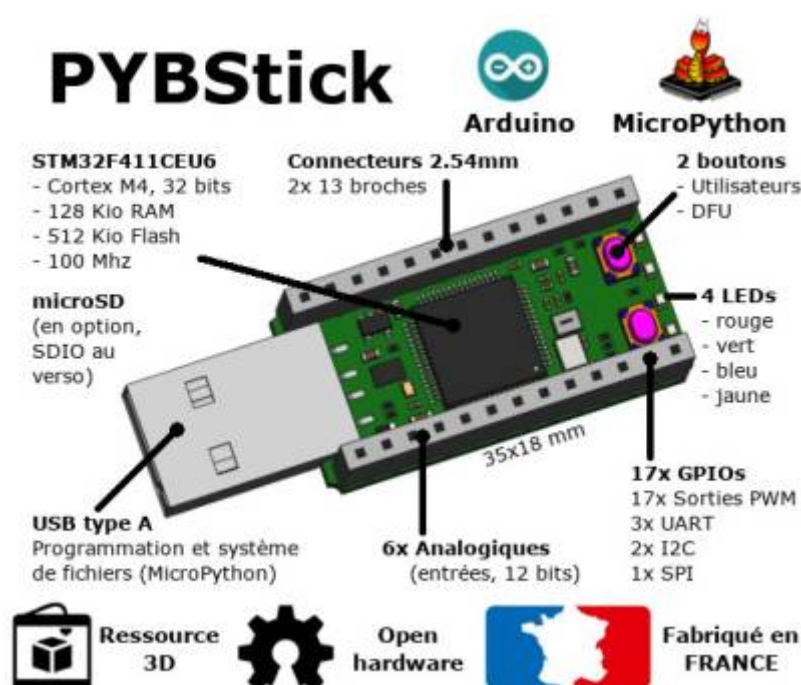 PYBStick
Arduino
MicroPython
STM32F411CEU6
- Cortex M4, 32 bits
- 128 Kio RAM
- 512 Kio Flash
- 100 Mhz
Connecteurs 2.54mm
2x 13 broches
2 boutons
- Utilisateurs
- DFU
microSD
(en option,
SDIO au
verso)
4 LEDs
- rouge
- vert
- bleu
- jaune
35x18 mm
USB type A
Programmation et système
de fichiers (MicroPython)
6x Analogiques
(entrées, 12 bits)
17x GPIOs
17x Sorties PWM
3x UART
2x I2C
1x SPI
Ressource
3D
Open
hardware
Fabriqué en
FRANCE